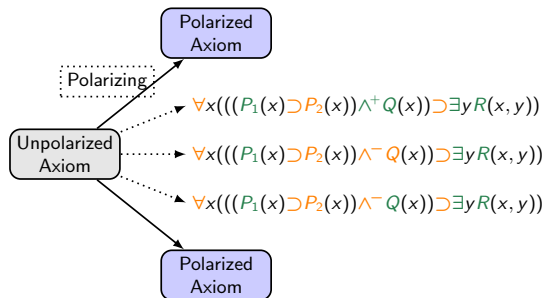 Polarized
Axiom
Polarizing
∀x(((P₁(x)⊃P₂(x))∧⁺Q(x))⊃∃yR(x,y))
Unpolarized
Axiom
∀x(((P₁(x)⊃P₂(x))∧⁻Q(x))⊃∃yR(x,y))
∀x(((P₁(x)⊃P₂(x))∧⁻Q(x))⊃∃yR(x,y))
Polarized
Axiom